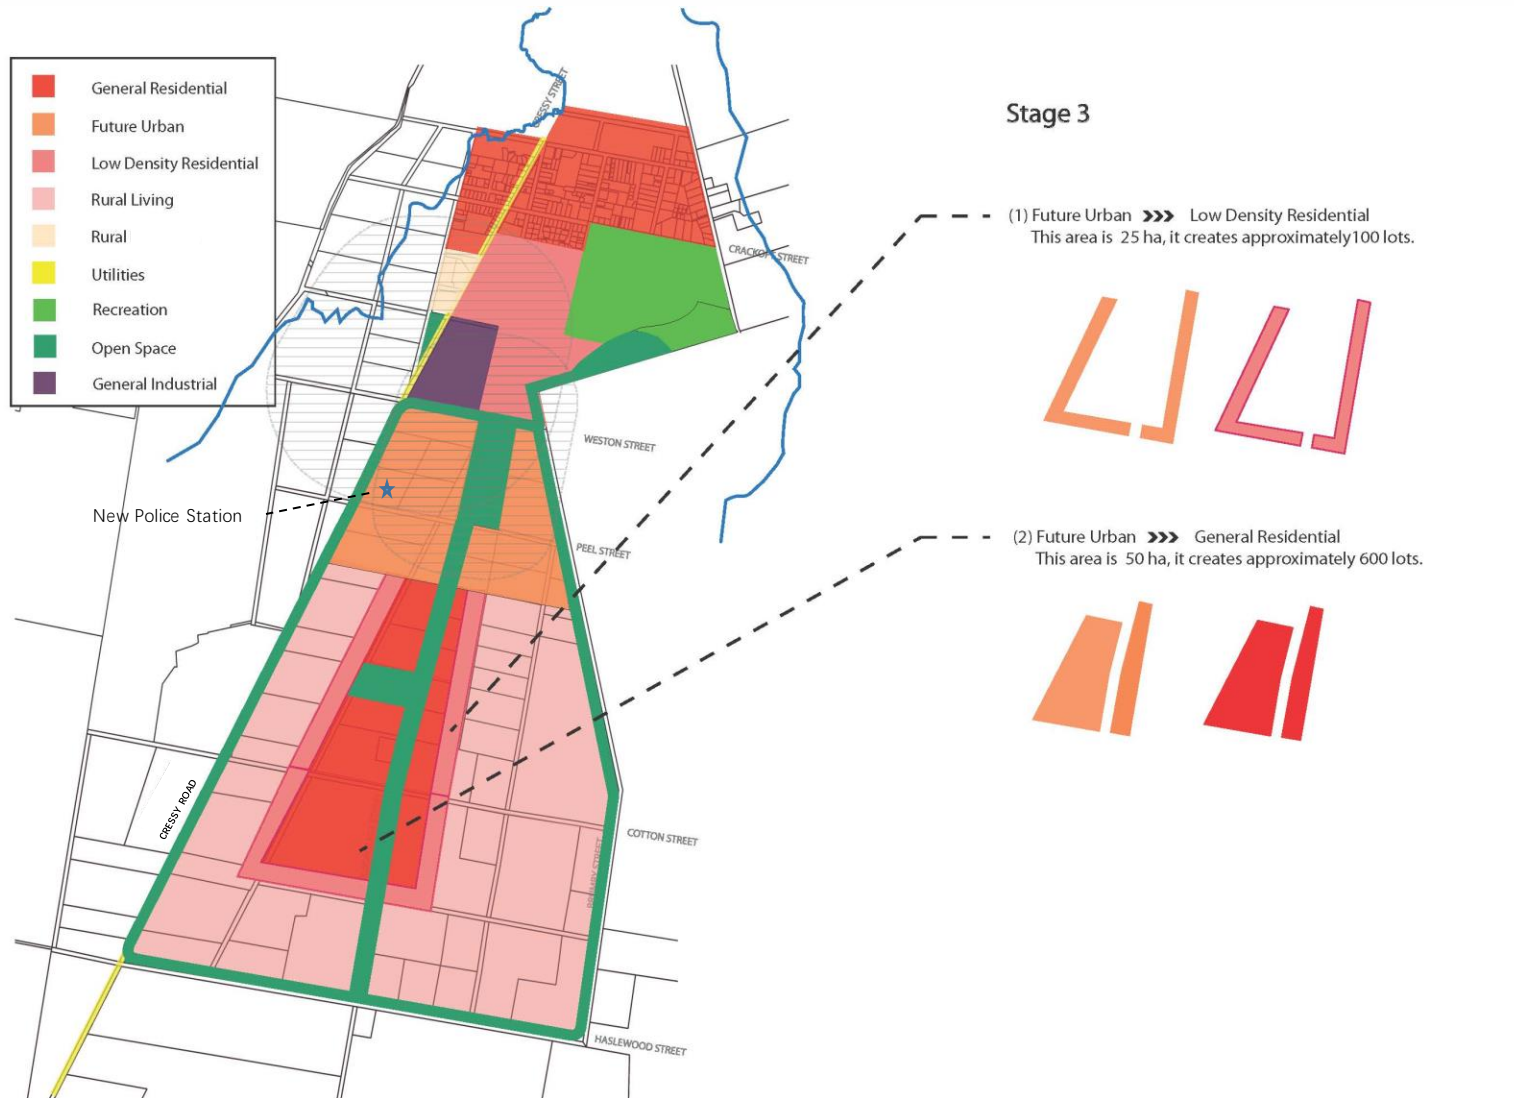 General Residential
Future Urban
Low Density Residential
Rural Living
Rural
Utilities
Recreation
Open Space
General Industrial
CRESSY STREET
CRACROFT STREET
WESTON STREET
New Police Station
PEEL STREET
CRESSY ROAD
COTTON STREET
HASLEWOOD STREET
Stage 3
(1) Future Urban >>> Low Density Residential
This area is 25 ha, it creates approximately100 lots.
(2) Future Urban >>> General Residential
This area is 50 ha, it creates approximately 600 lots.